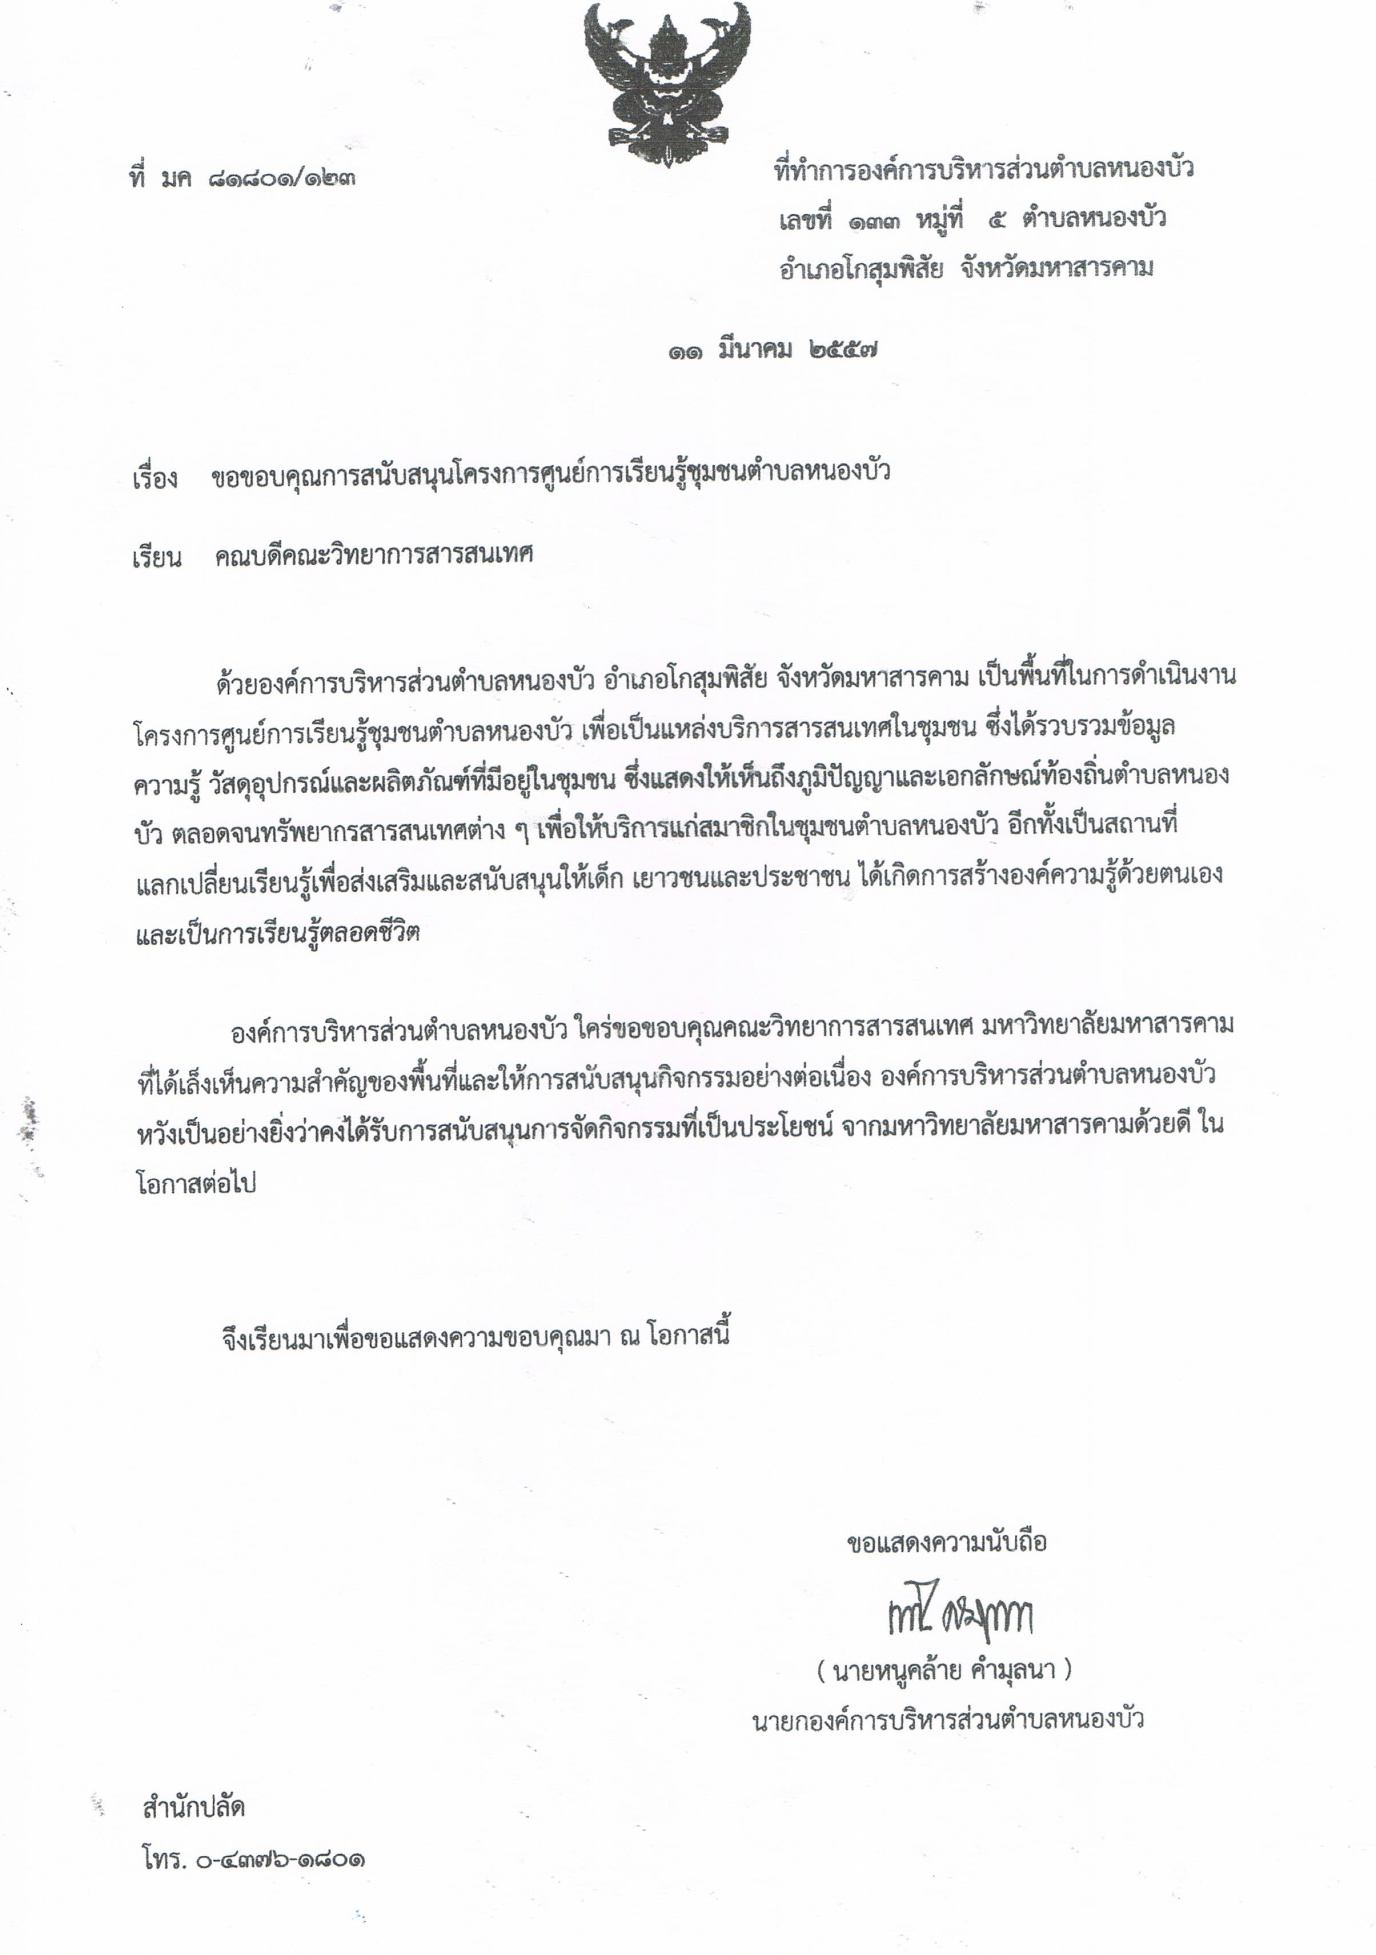 ที่ มค ๘๑๘๐๑/๑๒๓
ที่ทำการองค์การบริหารส่วนตำบลหนองบัว
เลขที่ ๑๓๓ หมู่ที่ ๕ ตำบลหนองบัว
อำเภอโกสุมพิสัย จังหวัดมหาสารคาม
๑๑ มีนาคม ๒๕๕๗
เรื่อง ขอขอบคุณการสนับสนุนโครงการศูนย์การเรียนรู้ชุมชนตำบลหนองบัว
เรียน คณบดีคณะวิทยาการสารสนเทศ
ด้วยองค์การบริหารส่วนตำบลหนองบัว อำเภอโกสุมพิสัย จังหวัดมหาสารคาม เป็นพื้นที่ในการดำเนินงาน
โครงการศูนย์การเรียนรู้ชุมชนตำบลหนองบัว เพื่อเป็นแหล่งบริการสารสนเทศในชุมชน ซึ่งได้รวบรวมข้อมูล
ความรู้ วัสดุอุปกรณ์และผลิตภัณฑ์ที่มีอยู่ในชุมชน ซึ่งแสดงให้เห็นถึงภูมิปัญญาและเอกลักษณ์ท้องถิ่นตำบลหนอง
บัว ตลอดจนทรัพยากรสารสนเทศต่าง ๆ เพื่อให้บริการแก่สมาชิกในชุมชนตำบลหนองบัว อีกทั้งเป็นสถานที่
แลกเปลี่ยนเรียนรู้เพื่อส่งเสริมและสนับสนุนให้เด็ก เยาวชนและประชาชน ได้เกิดการสร้างองค์ความรู้ด้วยตนเอง
และเป็นการเรียนรู้ตลอดชีวิต
องค์การบริหารส่วนตำบลหนองบัว ใคร่ขอขอบคุณคณะวิทยาการสารสนเทศ มหาวิทยาลัยมหาสารคาม
ที่ได้เล็งเห็นความสำคัญของพื้นที่และให้การสนับสนุนกิจกรรมอย่างต่อเนื่อง องค์การบริหารส่วนตำบลหนองบัว
หวังเป็นอย่างยิ่งว่าคงได้รับการสนับสนุนการจัดกิจกรรมที่เป็นประโยชน์ จากมหาวิทยาลัยมหาสารคามด้วยดี ใน
โอกาสต่อไป
จึงเรียนมาเพื่อขอแสดงความขอบคุณมา ณ โอกาสนี้
ขอแสดงความนับถือ
( นายหนูคล้าย คำมุลนา )
นายกองค์การบริหารส่วนตำบลหนองบัว
สำนักปลัด
โทร. ๐-๔๓๗๖-๑๘๐๑